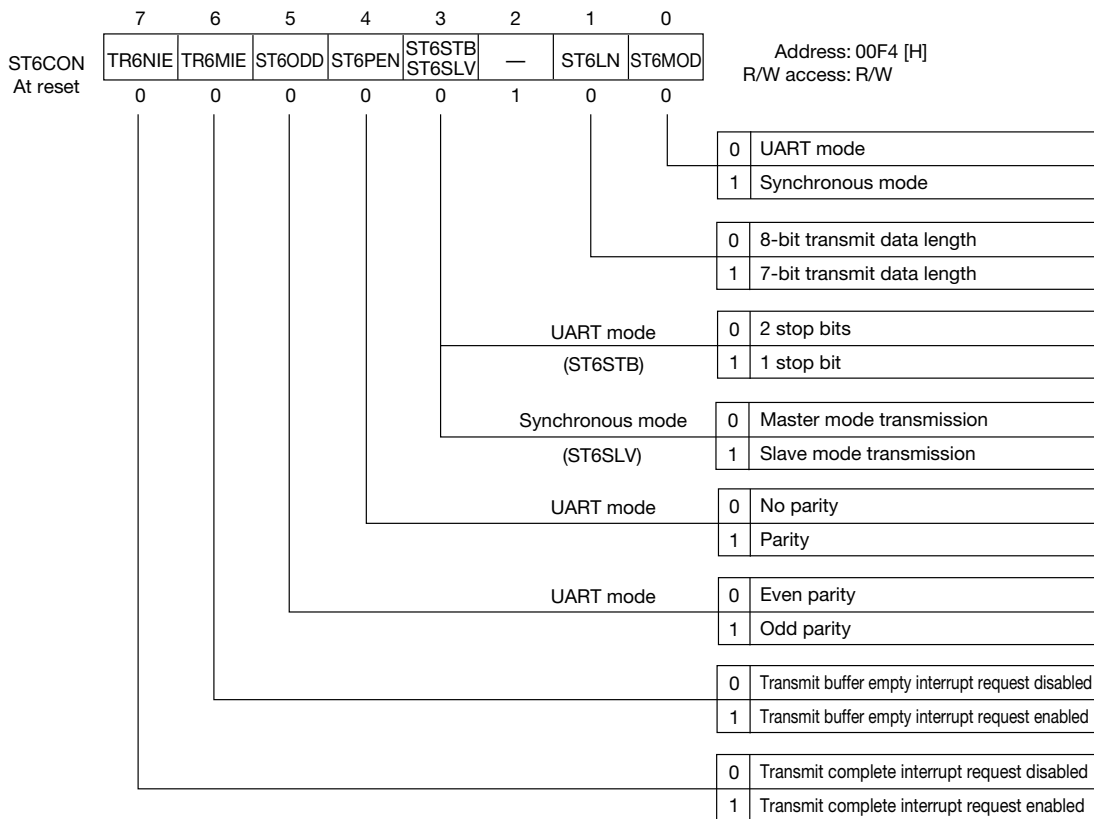 7 6 5 4 3 2 1 0
ST6CON TR6NIE TR6MIE ST6ODD ST6PEN ST6STB ST6SLV — ST6LN ST6MOD
At reset 0 0 0 0 0 1 0 0
Address: 00F4 [H]
R/W access: R/W
0 UART mode
1 Synchronous mode
0 8-bit transmit data length
1 7-bit transmit data length
UART mode
(ST6STB)
0 2 stop bits
1 1 stop bit
Synchronous mode
(ST6SLV)
0 Master mode transmission
1 Slave mode transmission
UART mode
0 No parity
1 Parity
UART mode
0 Even parity
1 Odd parity
0 Transmit buffer empty interrupt request disabled
1 Transmit buffer empty interrupt request enabled
0 Transmit complete interrupt request disabled
1 Transmit complete interrupt request enabled